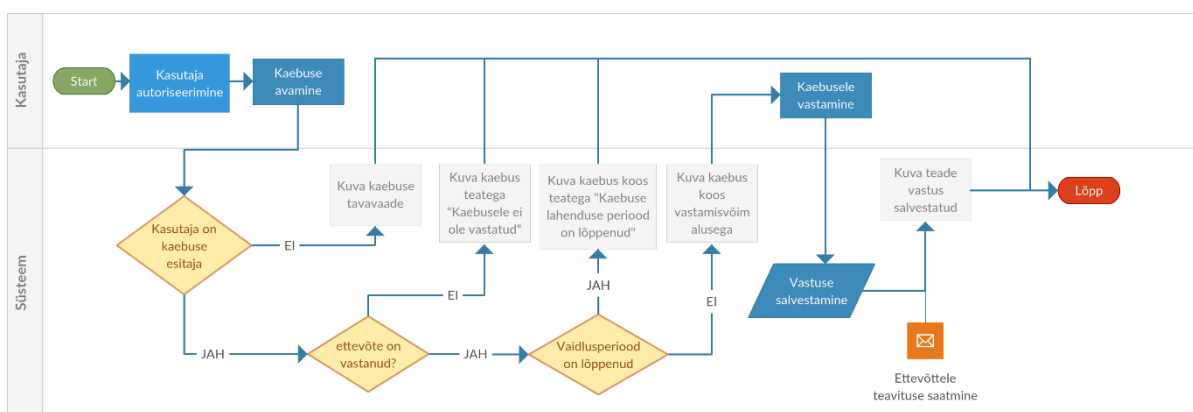 Kasutaja
Start
Kasutaja
autoriseerimine
Kaebuse
avamine
Kaebusele
vastamine
Süsteem
Kuva kaebuse
tavavaade
Kuva kaebus
teatega
"Kaebusele ei
ole vastatud"
Kuva kaebus koos
teatega "Kaebuse
lahenduse periood
on lõppenud"
Kuva kaebus
koos
vastamisvõim
alusega
Kuva teade
vastus
salvestatud
Lõpp
Kasutaja on
kaebuse
esitaja
EI
JAH
ettevõte on
vastanud?
EI
JAH
Vaidlusperiood
on lõppenud
JAH
EI
Vastuse
salvestamine
Ettevõttele
teavituse saatmine